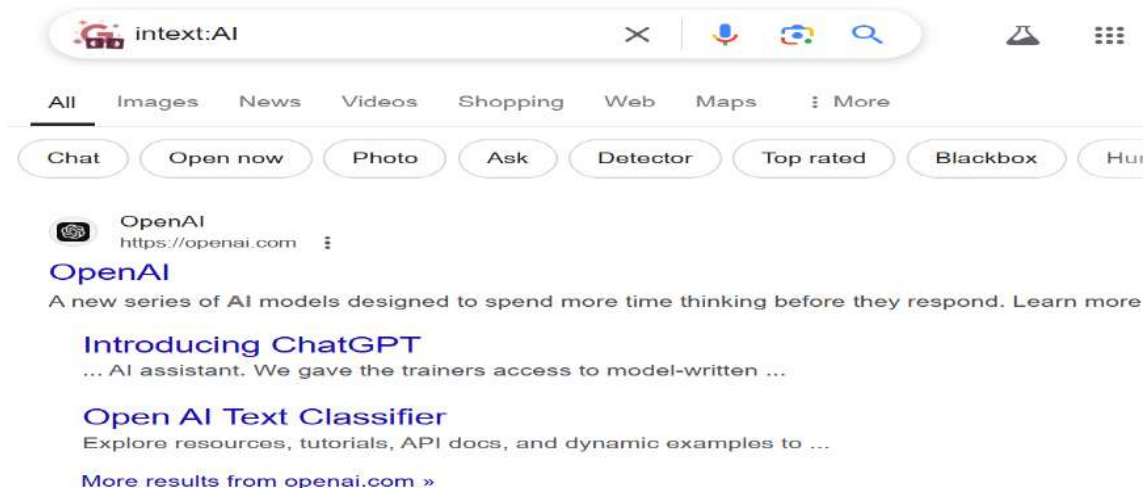 intext:AI
All Images News Videos Shopping Web Maps More
Chat Open now Photo Ask Detector Top rated Blackbox
OpenAI
https://openai.com
OpenAI
A new series of AI models designed to spend more time thinking before they respond. Learn more
Introducing ChatGPT
... AI assistant. We gave the trainers access to model-written ...
Open AI Text Classifier
Explore resources, tutorials, API docs, and dynamic examples to ...
More results from openai.com »